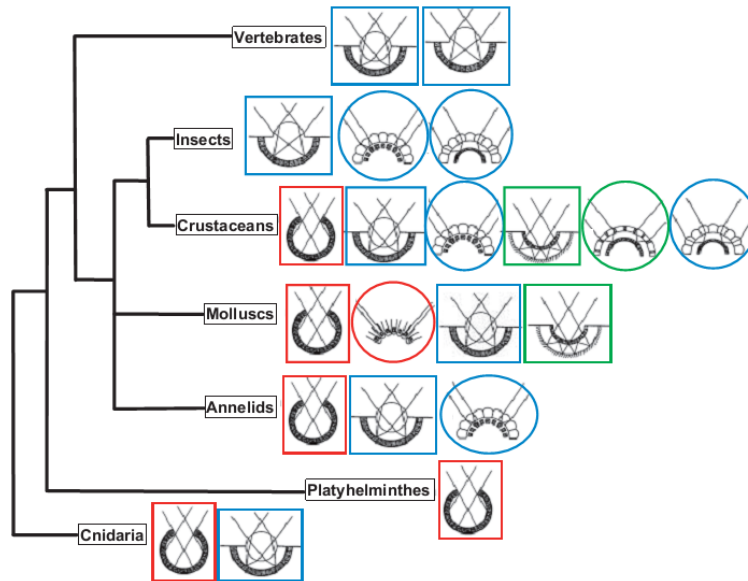 Vertebrates
Insects
Crustaceans
Molluscs
Annelids
Platyhelminthes
Cnidaria